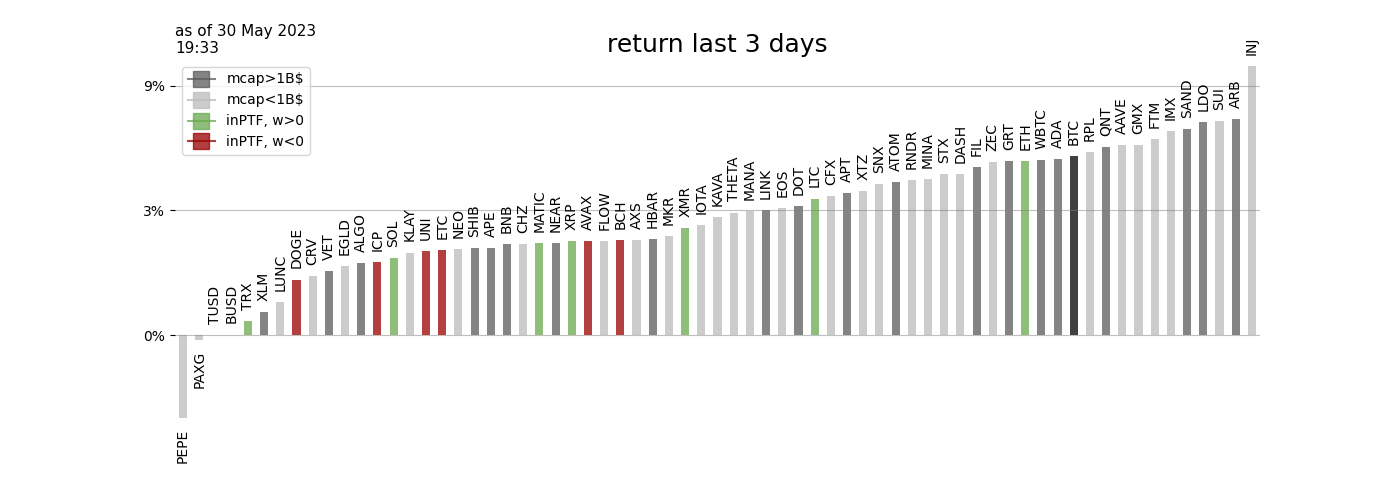 as of 30 May 2023
19:33
return last 3 days
mcap>1B$
mcap<1B$
inPTF, w>0
inPTF, w<0
9%
3%
0%
PEPE
PAXG
TUSD
BUSD
TRX
XLM
LUNC
DOGE
CRV
VET
EGLD
ALGO
ICP
SOL
KLAY
UNI
ETC
NEO
SHIB
APE
BNB
CHZ
MATIC
NEAR
XRP
AVAX
FLOW
BCH
AXS
HBAR
MKR
XMR
IOTA
KAVA
THETA
MANA
LINK
EOS
DOT
LTC
CFX
APT
XTZ
SNX
ATOM
RNDR
MINA
STX
DASH
FIL
ZEC
GRT
ETH
WBTC
ADA
BTC
RPL
QNT
AAVE
GMX
FTM
IMX
SAND
LDO
SUI
ARB
INJ